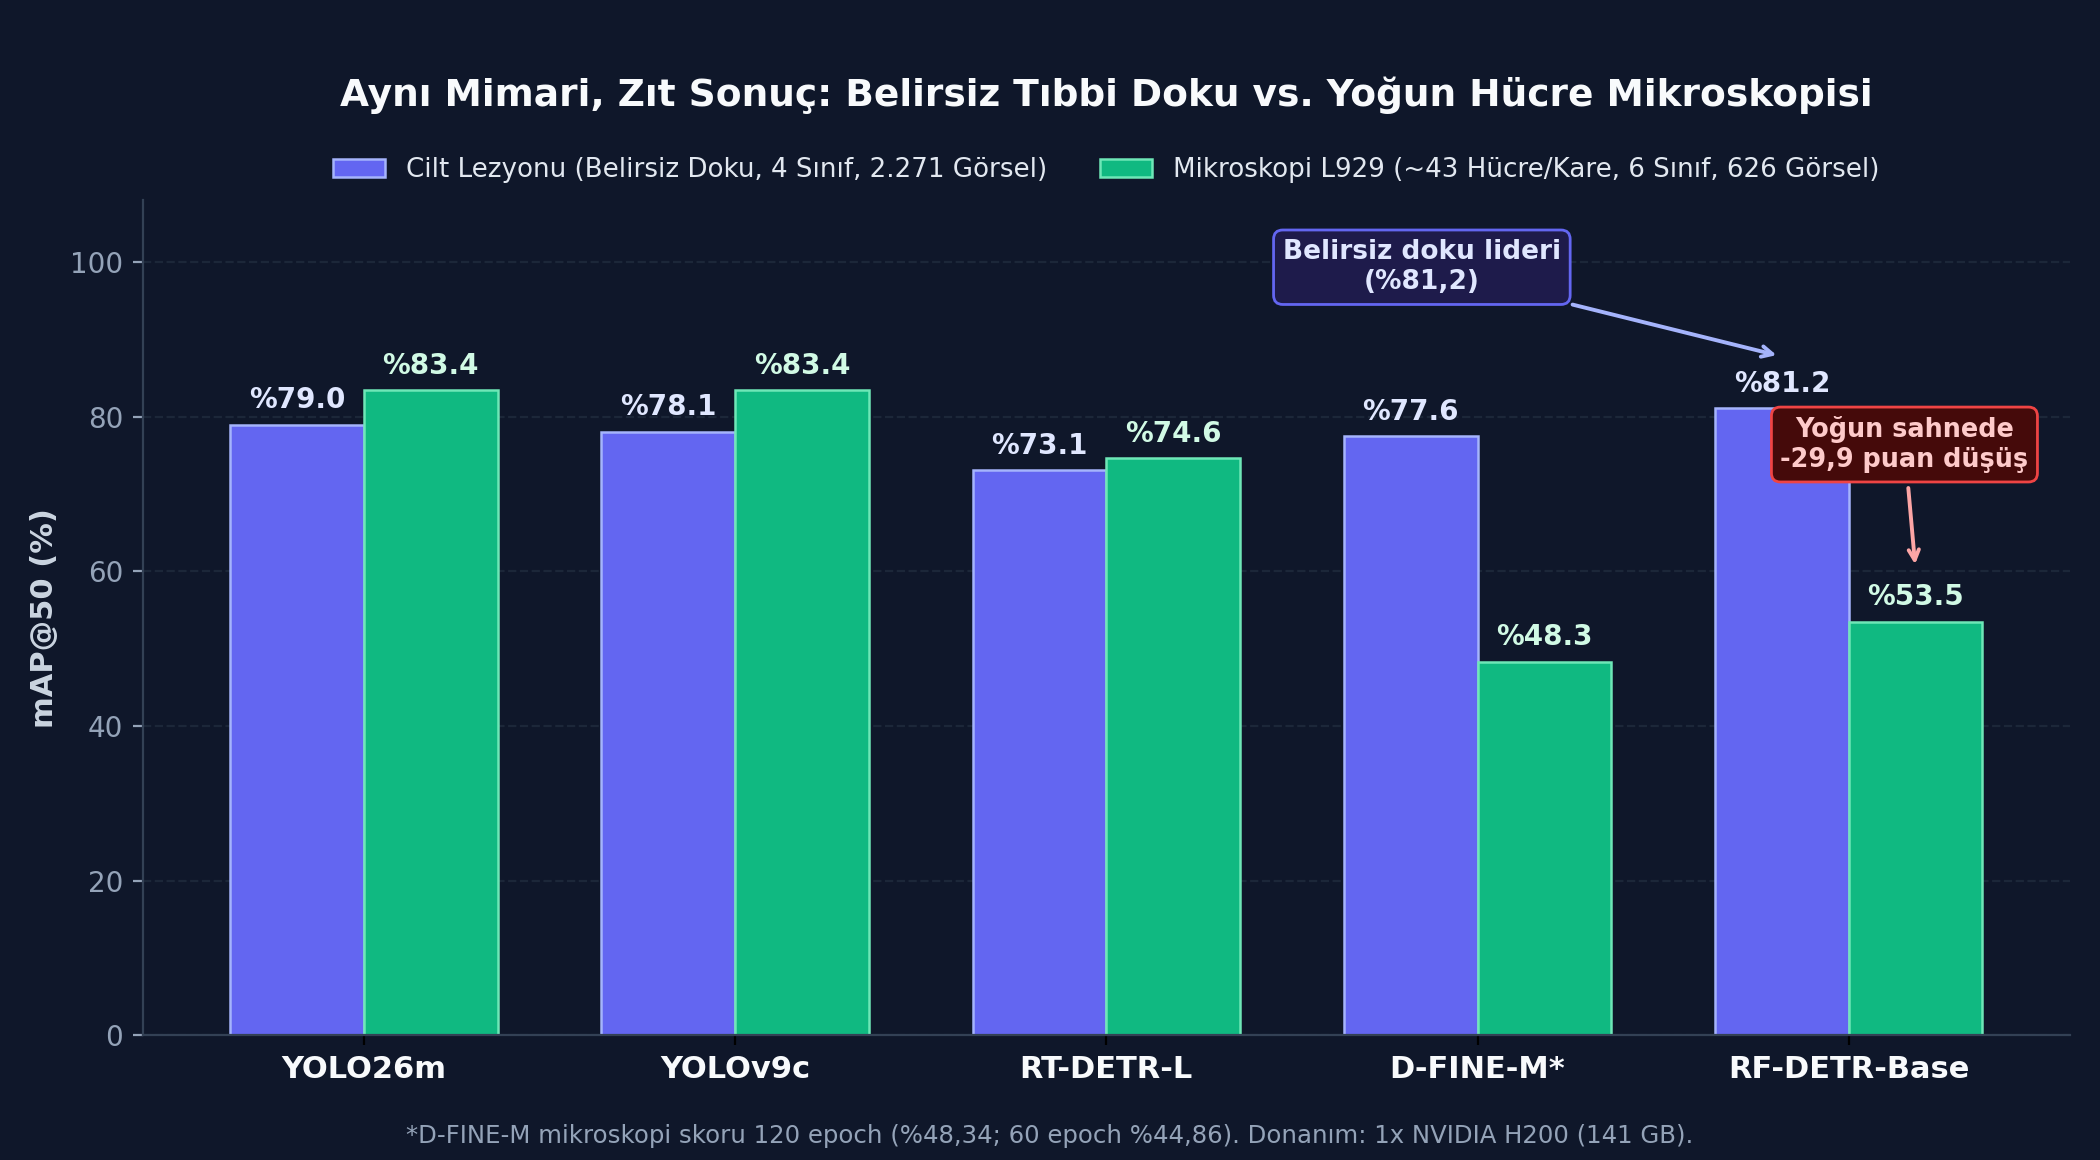 Aynı Mimari, Zıt Sonuç: Belirsiz Tıbbi Doku vs. Yoğun Hücre Mikroskopisi
Cilt Lezyonu (Belirsiz Doku, 4 Sınıf, 2.271 Görsel)
Mikroskopi L929 (~43 Hücre/Kare, 6 Sınıf, 626 Görsel)
mAP@50 (%)
100
80
60
40
20
0
Belirsiz doku lideri
(%81,2)
Yoğun sahnede
-29,9 puan düşüş
%79.0
%83.4
%78.1
%83.4
%73.1
%74.6
%77.6
%48.3
%81.2
%53.5
YOLO26m
YOLOv9c
RT-DETR-L
D-FINE-M*
RF-DETR-Base
*D-FINE-M mikroskopi skoru 120 epoch (%48,34; 60 epoch %44,86). Donanım: 1x NVIDIA H200 (141 GB).